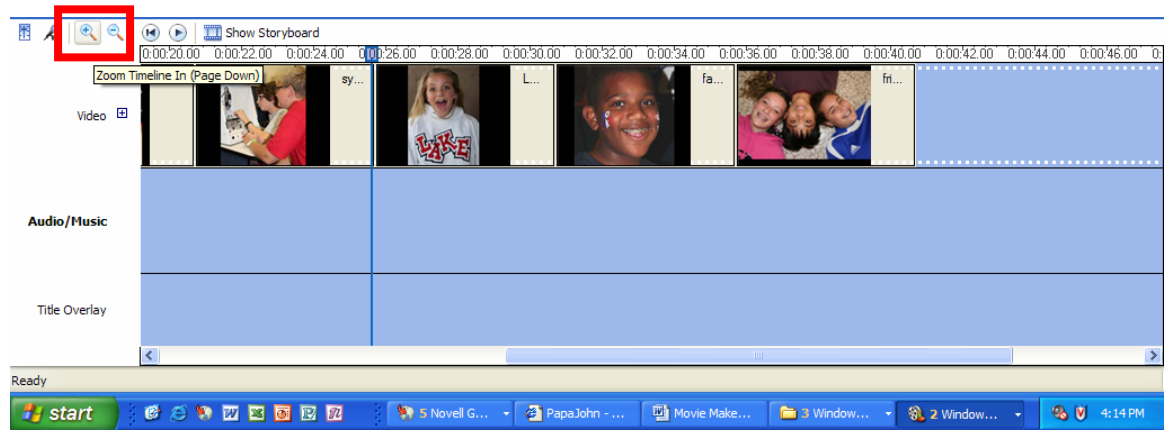 Show Storyboard
0:00:20.00 0:00:22.00 0:00:24.00 0:00:26.00 0:00:28.00 0:00:30.00 0:00:32.00 0:00:34.00 0:00:36.00 0:00:38.00 0:00:40.00 0:00:42.00 0:00:44.00 0:00:46.00 0:
Zoom Timeline In (Page Down)
sy... L... fa... fri...
Video
LAKE
Audio/Music
Title Overlay
Ready
start 5 Novell G... PapaJohn - ... Movie Make... 3 Window... 2 Window... 4:14 PM